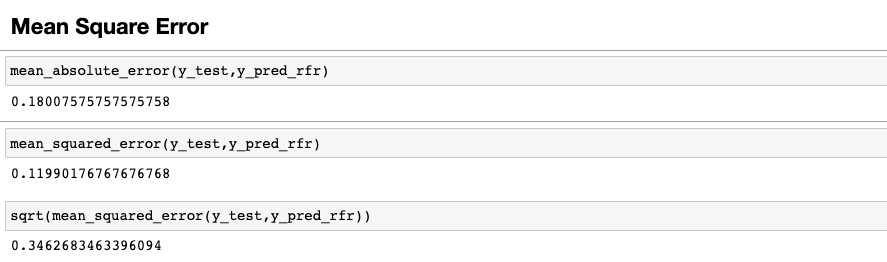 Mean Square Error
mean_absolute_error(y_test,y_pred_rfr)
0.18007575757575758
mean_squared_error(y_test,y_pred_rfr)
0.11990176767676768
sqrt(mean_squared_error(y_test,y_pred_rfr))
0.3462683463396094